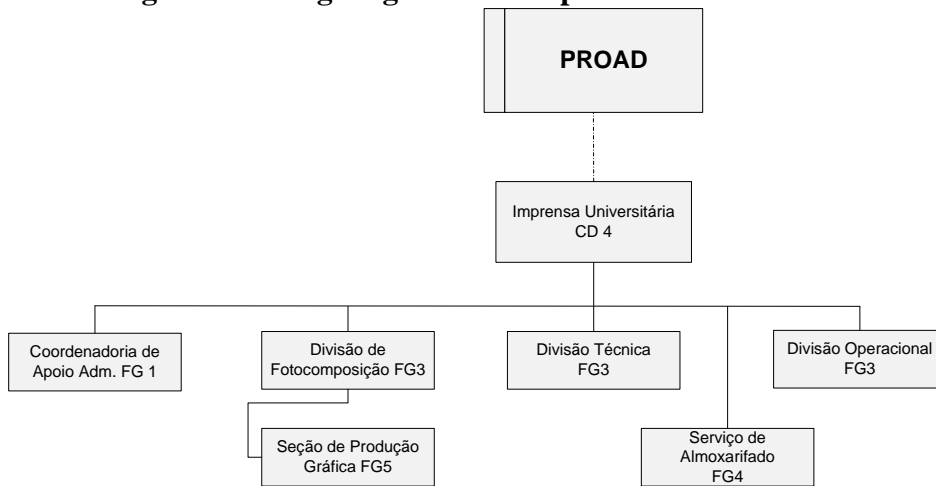 PROAD
Imprensa Universitária
CD 4
Coordenadoria de
Apoio Adm. FG 1
Divisão de
Fotocomposição FG3
Divisão Técnica
FG3
Divisão Operacional
FG3
Seção de Produção
Gráfica FG5
Serviço de
Almoxarifado
FG4